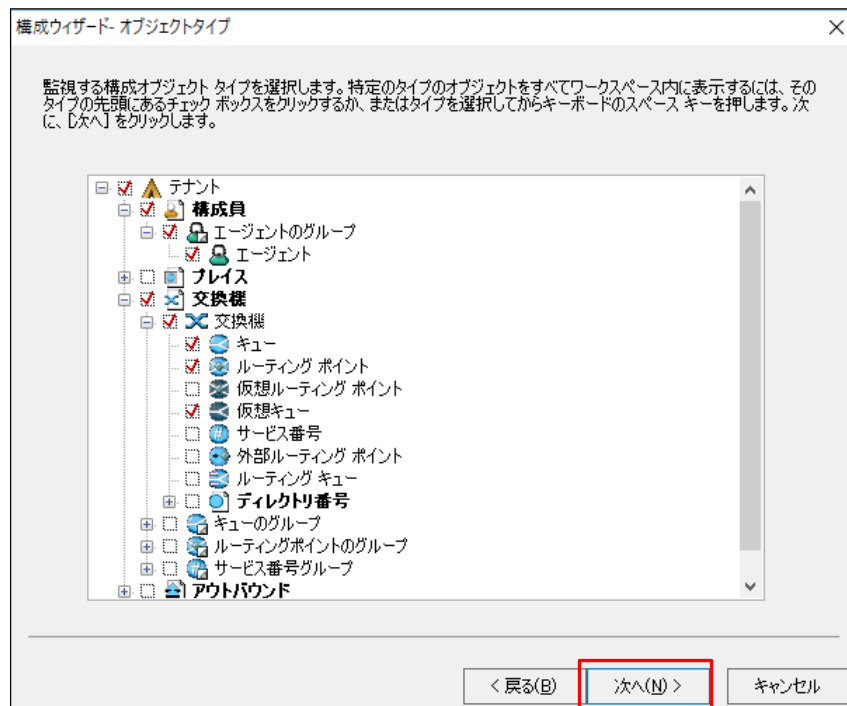 構成ウィザード- オブジェクトタイプ
監視する構成オブジェクト タイプを選択します。特定のタイプのオブジェクトをすべてワークスペース内に表示するには、その
タイプの先頭にあるチェック ボックスをクリックするか、またはタイプを選択してからキーボードのスペース キーを押します。次
に、[次へ] をクリックします。
テナント
構成員
エージェントのグループ
エージェント
プレイス
交換機
交換機
キュー
ルーティング ポイント
仮想ルーティング ポイント
仮想キュー
サービス番号
外部ルーティング ポイント
ルーティング キュー
ディレクトリ番号
キューのグループ
ルーティングポイントのグループ
サービス番号グループ
アウトバウンド
< 戻る(B) 次へ(N) > キャンセル